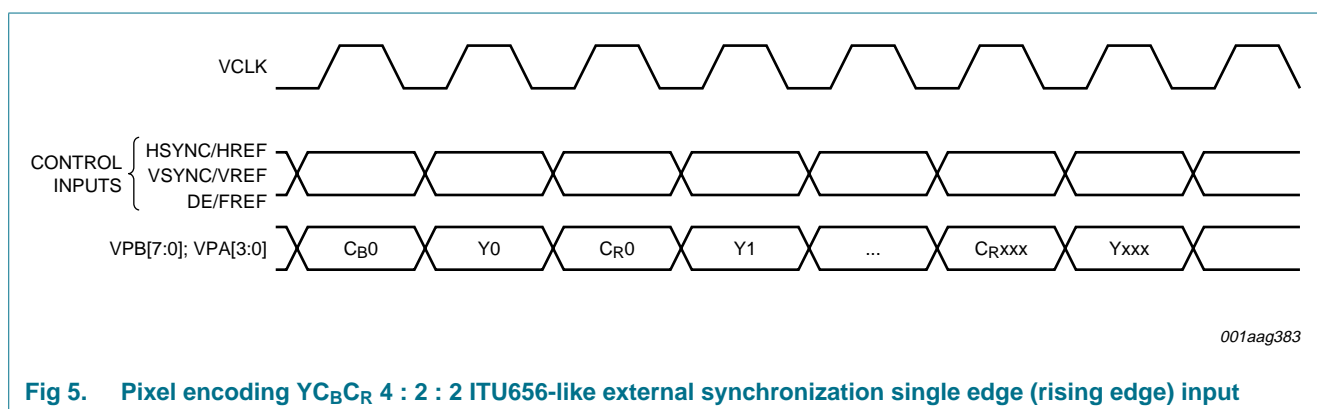 VCLK
CONTROL INPUTS
HSYNC/HREF
VSYNC/VREF
DE/FREF
VPB[7:0]; VPA[3:0] CB0 Y0 CR0 Y1 ... CRxxx Yxxx
001aag383
Fig 5. Pixel encoding YCBCR 4 : 2 : 2 ITU656-like external synchronization single edge (rising edge) input